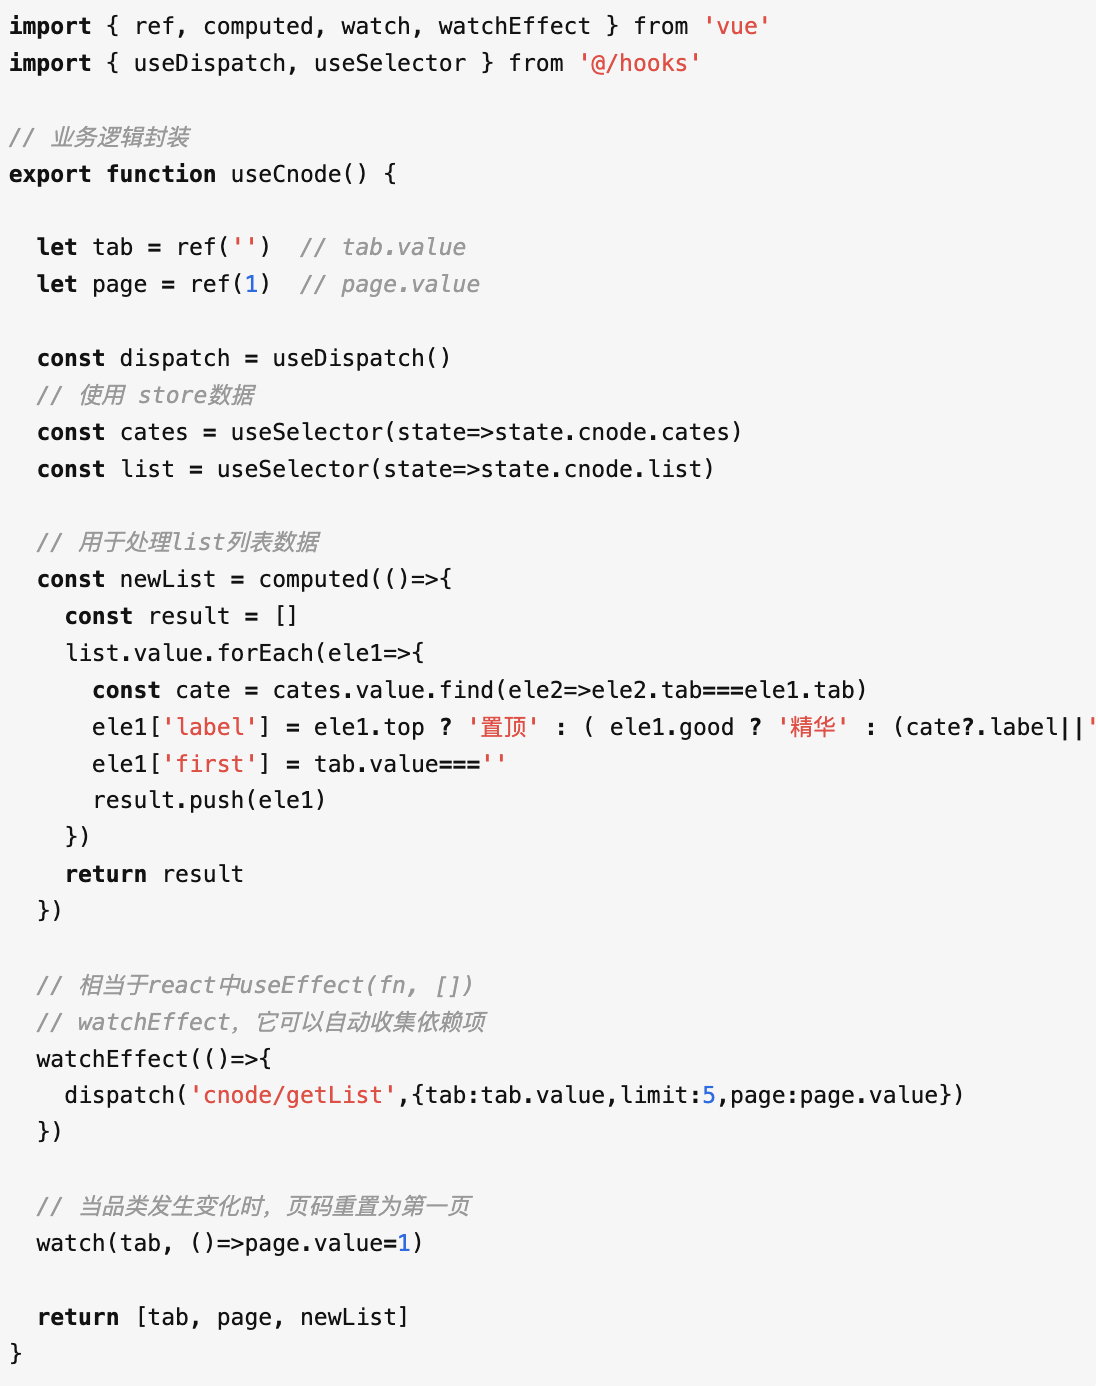 import { ref, computed, watch, watchEffect } from 'vue'
import { useDispatch, useSelector } from '@/hooks'

// 业务逻辑封装
export function useCnode() {

  let tab = ref('')  // tab.value
  let page = ref(1)  // page.value

  const dispatch = useDispatch()
  // 使用 store数据
  const cates = useSelector(state=>state.cnode.cates)
  const list = useSelector(state=>state.cnode.list)

  // 用于处理list列表数据
  const newList = computed(()=>{
    const result = []
    list.value.forEach(ele1=>{
      const cate = cates.value.find(ele2=>ele2.tab===ele1.tab)
      ele1['label'] = ele1.top ? '置顶' : ( ele1.good ? '精华' : (cate?.label||'
      ele1['first'] = tab.value===''
      result.push(ele1)
    })
    return result
  })

  // 相当于react中useEffect(fn, [])
  // watchEffect，它可以自动收集依赖项
  watchEffect(()=>{
    dispatch('cnode/getList',{tab:tab.value,limit:5,page:page.value})
  })

  // 当品类发生变化时，页码重置为第一页
  watch(tab, ()=>page.value=1)

  return [tab, page, newList]
}